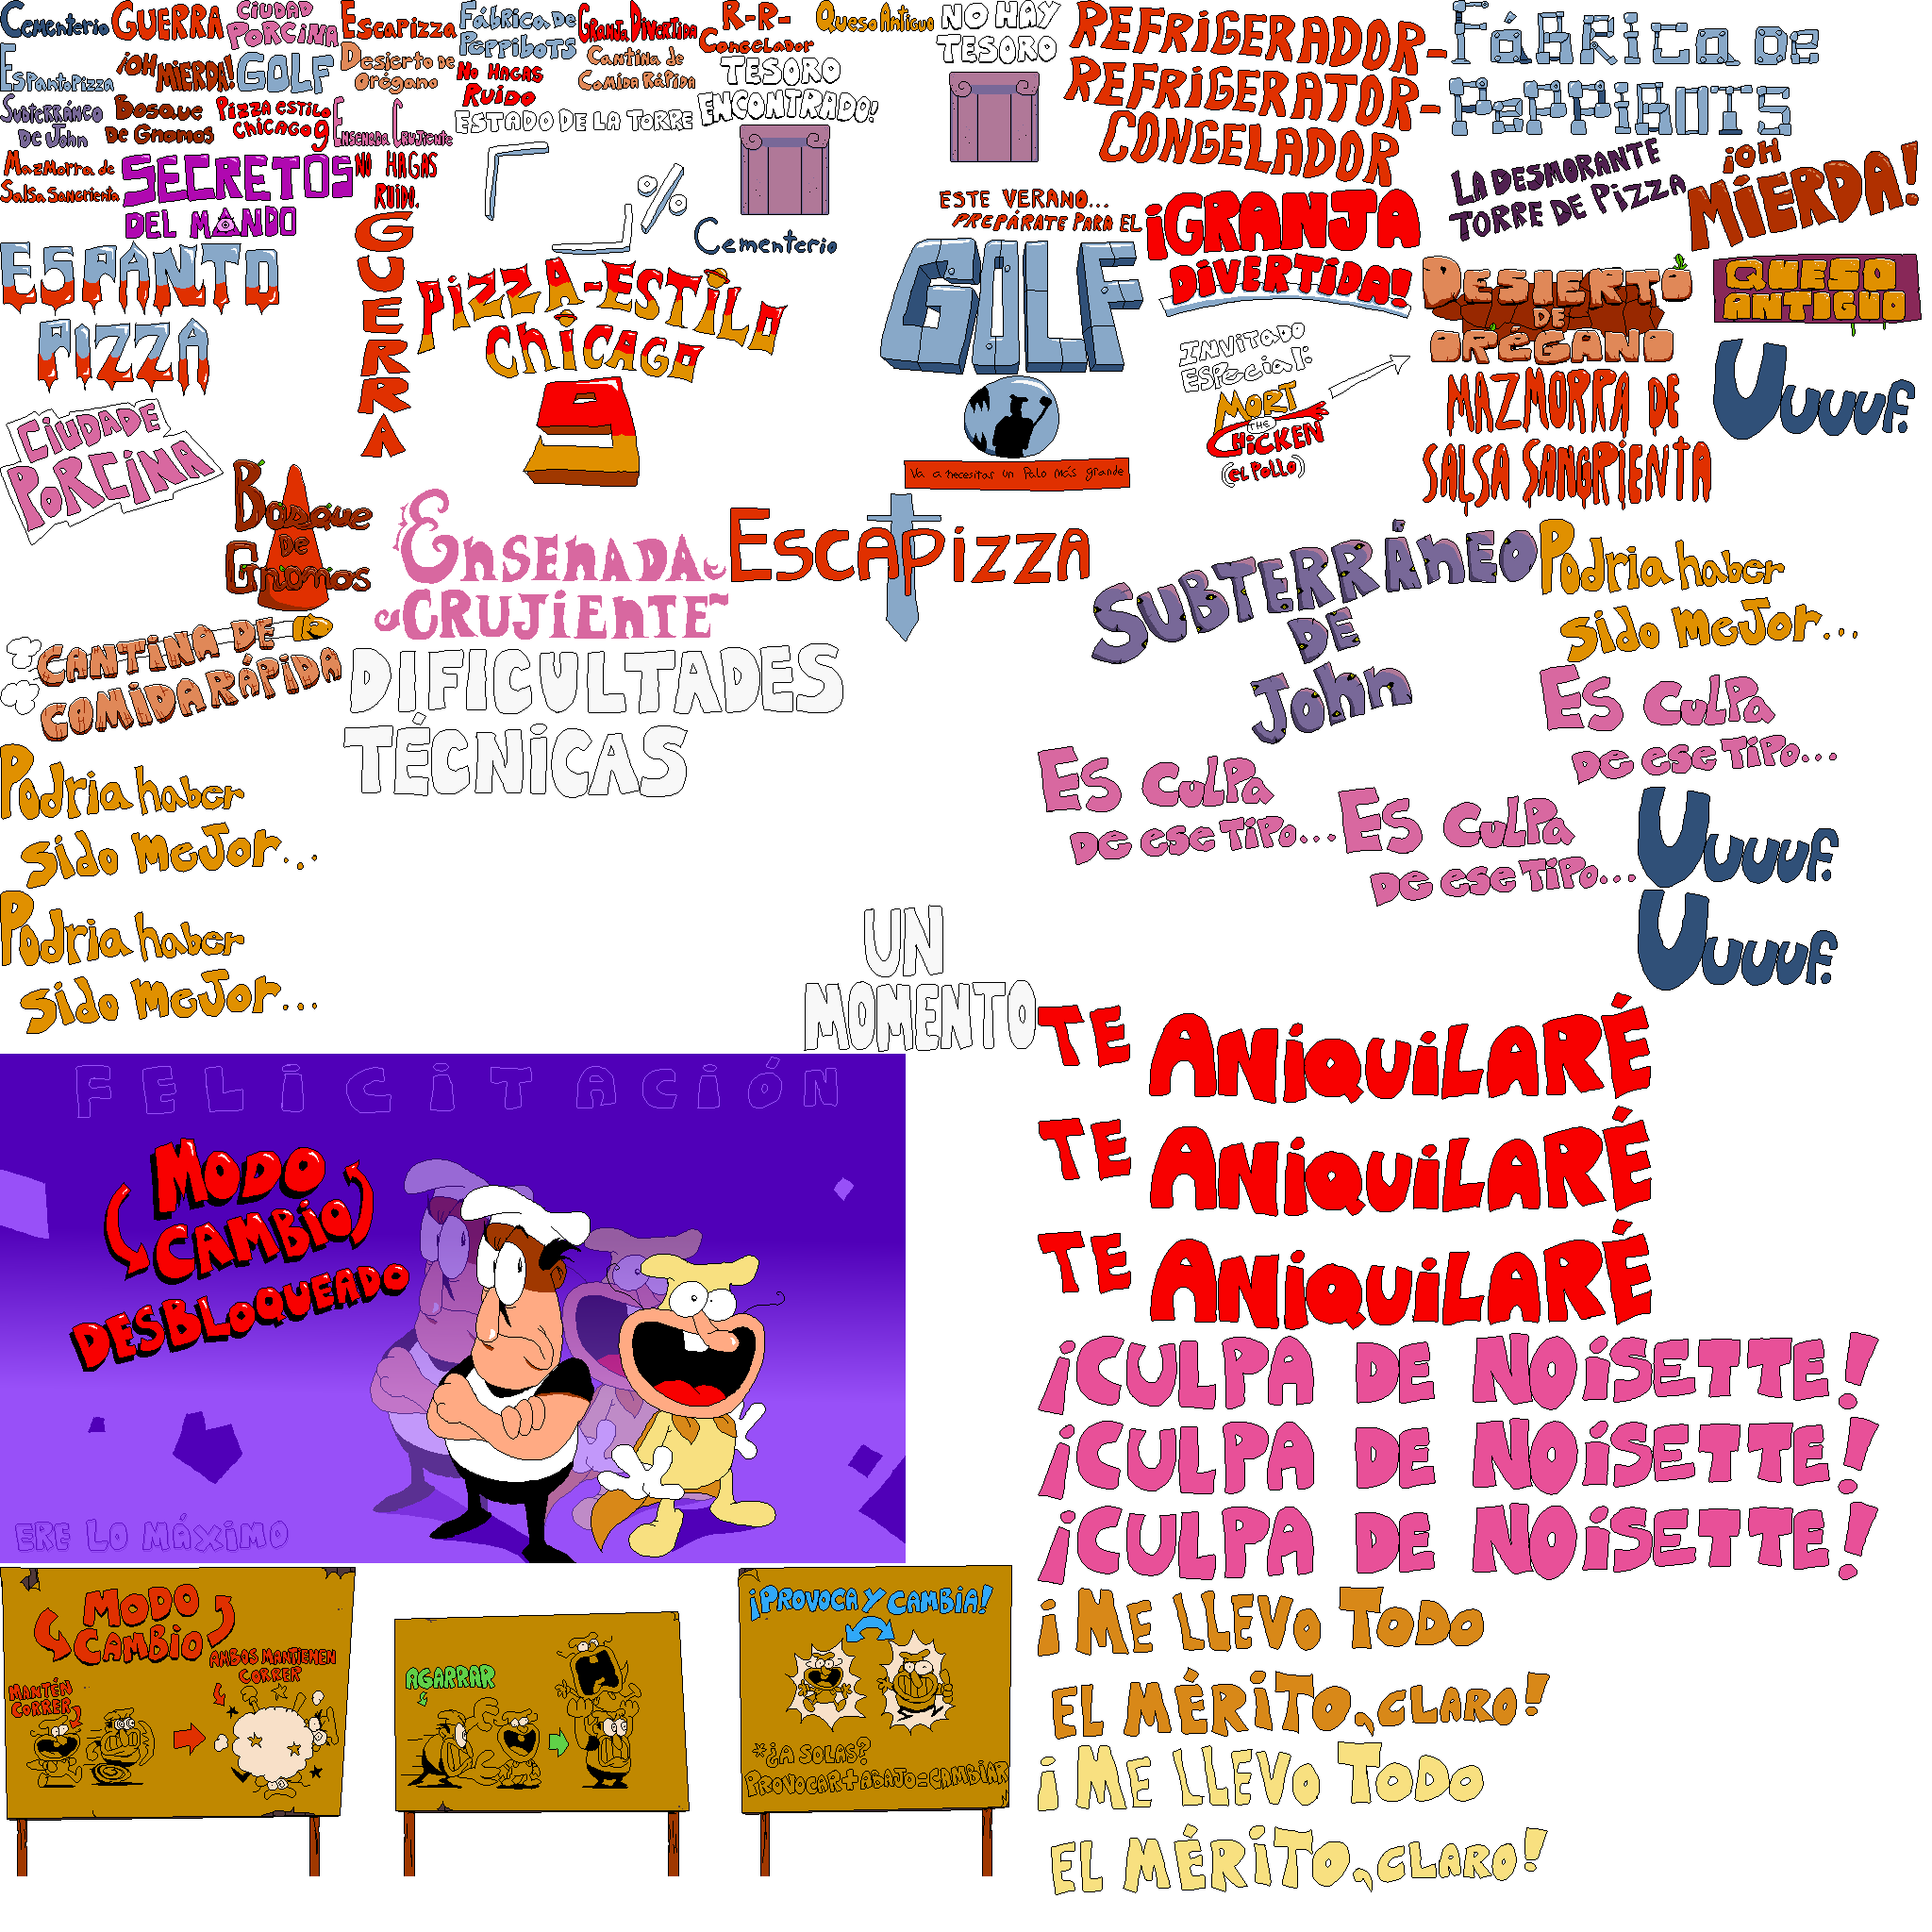 Cementerio
GUERRA
CIUDAD
PORCINA
Escapizza
Fábrica de
PeppiBOTS
GRANJA DIVERTIDA
R-R-
Congelador
Queso Antiguo
NO HAY
TESORO
REFRIGERADOR-
REFRIGERATOR-
CONGELADOR
FáBRica De
PePPiBOTS
EspantoPizza
¡OH
MIERDA!
GOLF
Desierto de
Orégano
No HAGAS
RUIDO
Cantina de
Comida Rápida
TESORO
ENCONTRADO!
Subterráneo
De John
Bosque
De Gnomos
Pizza estilo
Chicago 9
Ensenada Crujiente
ESTADO DE LA TORRE
Mazmorra de
Salsa Sangrienta
SECRETOS
DEL MANDO
NO HAGAS
RUIDO.
%
Cementerio
ESTE VERANO...
PREPÁRATE PARA EL
GOLF
Va a necesitar un Palo más grande
¡GRANJA
DIVERTIDA!
LA DESMORANTE
TORRE DE PIZZA
¡OH
MIERDA!
ESPANTO
PIZZA
GUERRA
PIZZA-ESTILO
CHICAGO
9
INVITADO
ESPecial:
MORT
THE
CHICKEN
(el Pollo)
DESIERTO
DE
ORÉGANO
QUESO
ANTIGUO
MAZMORRA DE
SALSA SANGRIENTA
Uuuuf.
CIUDADE
PORCINA
Bosque
De
Gnomos
ENSENADA
CRUJIENTE
ESCAPIZZA
SUBTERRÁNEO
DE
John
Podria haber
sido meJor...
CANTINA DE
COMIDA RÁPIDA
DIFICULTADES
TÉCNICAS
Es culpa
De ese Tipo...
Podria haber
sido meJor...
Es culpa
De ese Tipo...
Es culpa
De ese Tipo...
Uuuuf.
Podria haber
sido meJor...
UN
MOMENTO
Uuuuf.
TE ANIQUILARÉ
TE ANIQUILARÉ
TE ANIQUILARÉ
FELICITACIÓN
MODO
CAMBIO
DESBLOQUEADO
ERE LO MÁXIMO
¡CULPA DE NOISETTE!
¡CULPA DE NOISETTE!
¡CULPA DE NOISETTE!
MODO
CAMBIO
MANTÉN
CORRER
AMBOS MANTIENEN
CORRER
AGARRAR
¡PROVOCA Y CAMBIA!
*¿A SOLAS?
PROVOCAR+ABAJO=CAMBIAR
¡ME LLEVO TODO
EL MÉRITO, CLARO!
¡ME LLEVO TODO
EL MÉRITO, CLARO!